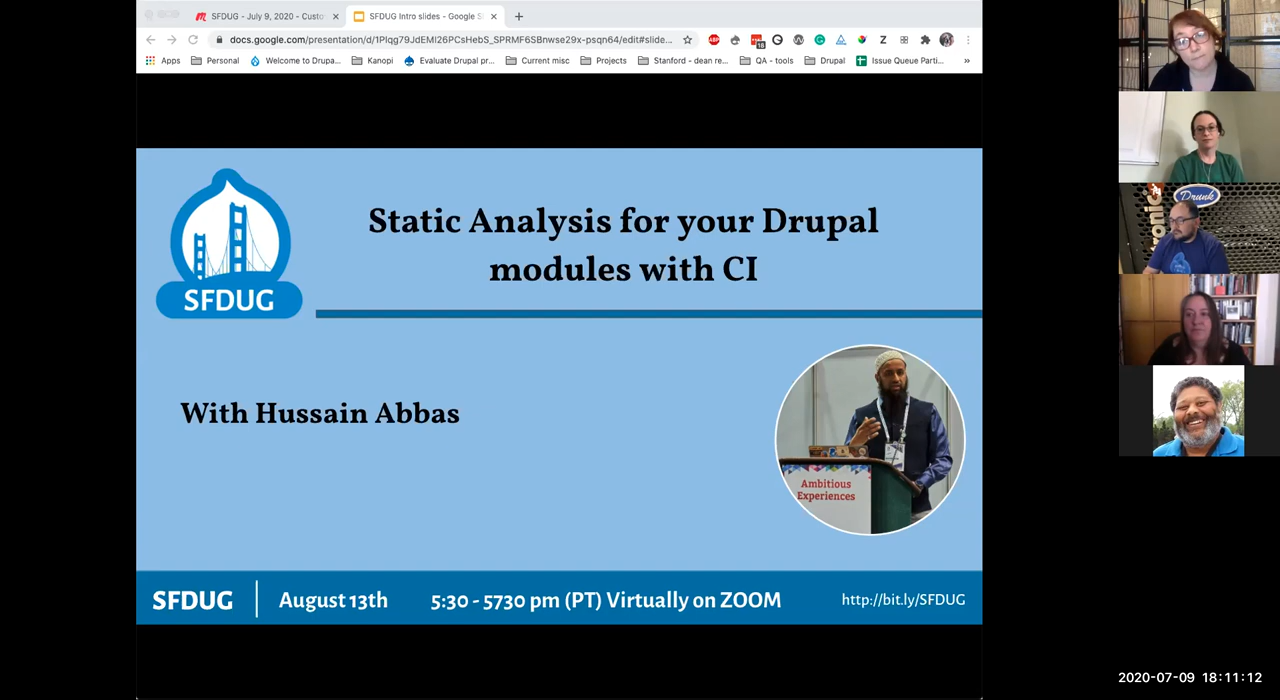 SFDUG - July 9, 2020 - Custo
SFDUG Intro slides - Google S
docs.google.com/presentation/d/1Plqg79JdEMI26PCsHebS_SPRMF6SBnwse29x-psqn64/edit#slide...
Apps
Personal
Welcome to Drupa...
Kanopi
Evaluate Drupal pr...
Current misc
Projects
Stanford - dean re...
QA - tools
Drupal
Issue Queue Parti...
»
Static Analysis for your Drupal
modules with CI
SFDUG
With Hussain Abbas
Ambitious
Experiences
SFDUG
August 13th
5:30 - 5730 pm (PT) Virtually on ZOOM
http://bit.ly/SFDUG
Drunk
2020-07-09 18:11:12